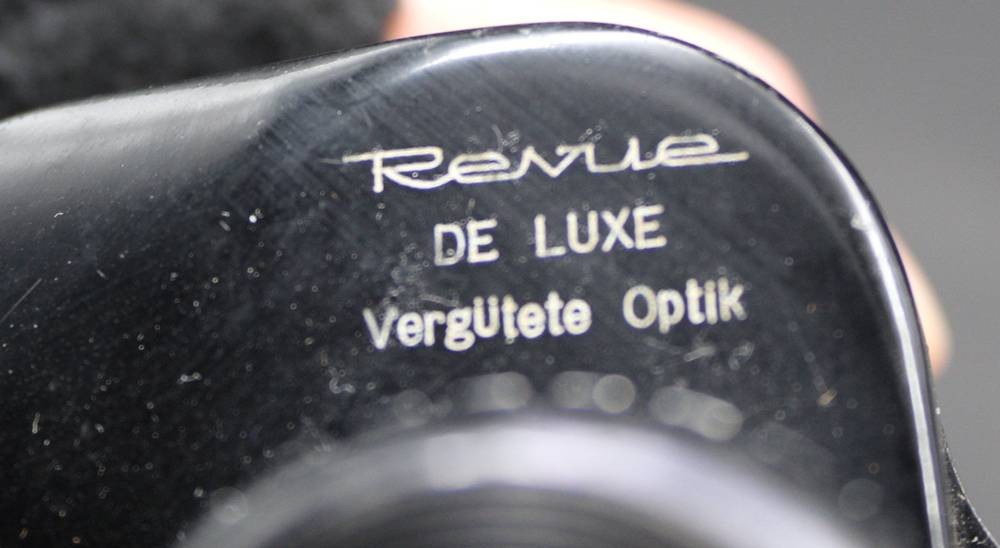 Revue
DE LUXE
Vergütete Optik